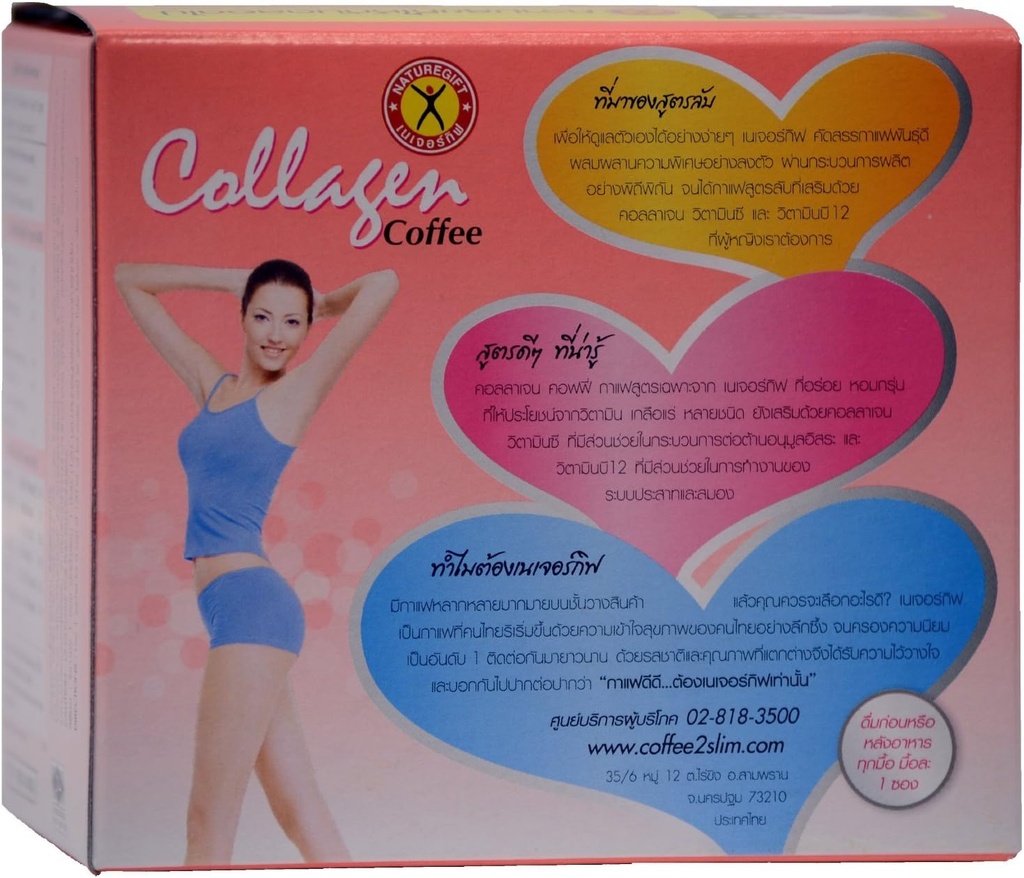 NATUREGIFT
เนเจอร์กิฟ
Collagen
Coffee
ที่มาของสูตรลับ
เพื่อให้ดูแลตัวเองได้อย่างง่ายๆ เนเจอร์กิฟ คัดสรรกาแฟพันธุ์ดี
ผสมผสานความพิเศษอย่างลงตัว ผ่านกระบวนการผลิต
อย่างพิถีพิถัน จนได้กาแฟสูตรลับที่เสริมด้วย
คอลลาเจน วิตามินซี และ วิตามินบี 12
ที่ผู้หญิงเราต้องการ
สูตรดีๆ ที่น่ารู้
คอลลาเจน คอฟฟี่ กาแฟสูตรเฉพาะจาก เนเจอร์กิฟ ที่อร่อย หอมกรุ่น
ที่ให้ประโยชน์จากวิตามิน เกลือแร่ หลายชนิด ยังเสริมด้วยคอลลาเจน
วิตามินซี ที่มีส่วนช่วยในกระบวนการต่อต้านอนุมูลอิสระ และ
วิตามินบี12 ที่มีส่วนช่วยในการทำงานของ
ระบบประสาทและสมอง
ทำไมต้องเนเจอร์กิฟ
มีกาแฟหลากหลายมากมายบนชั้นวางสินค้า แล้วคุณควรจะเลือกอะไรดี? เนเจอร์กิฟ
เป็นกาแฟที่คนไทยริเริ่มขึ้นด้วยความเข้าใจสุขภาพของคนไทยอย่างลึกซึ้ง จนครองความนิยม
เป็นอันดับ 1 ติดต่อกันมายาวนาน ด้วยรสชาติและคุณภาพที่แตกต่างจึงได้รับความไว้วางใจ
และบอกกันไปปากต่อปากว่า “กาแฟดีดี...ต้องเนเจอร์กิฟเท่านั้น”
ศูนย์บริการผู้บริโภค 02-818-3500
www.coffee2slim.com
35/6 หมู่ 12 ต.ไร่ขิง อ.สามพราน
จ.นครปฐม 73210
ประเทศไทย
ดื่มก่อนหรือ
หลังอาหาร
ทุกมื้อ มื้อละ
1 ซอง